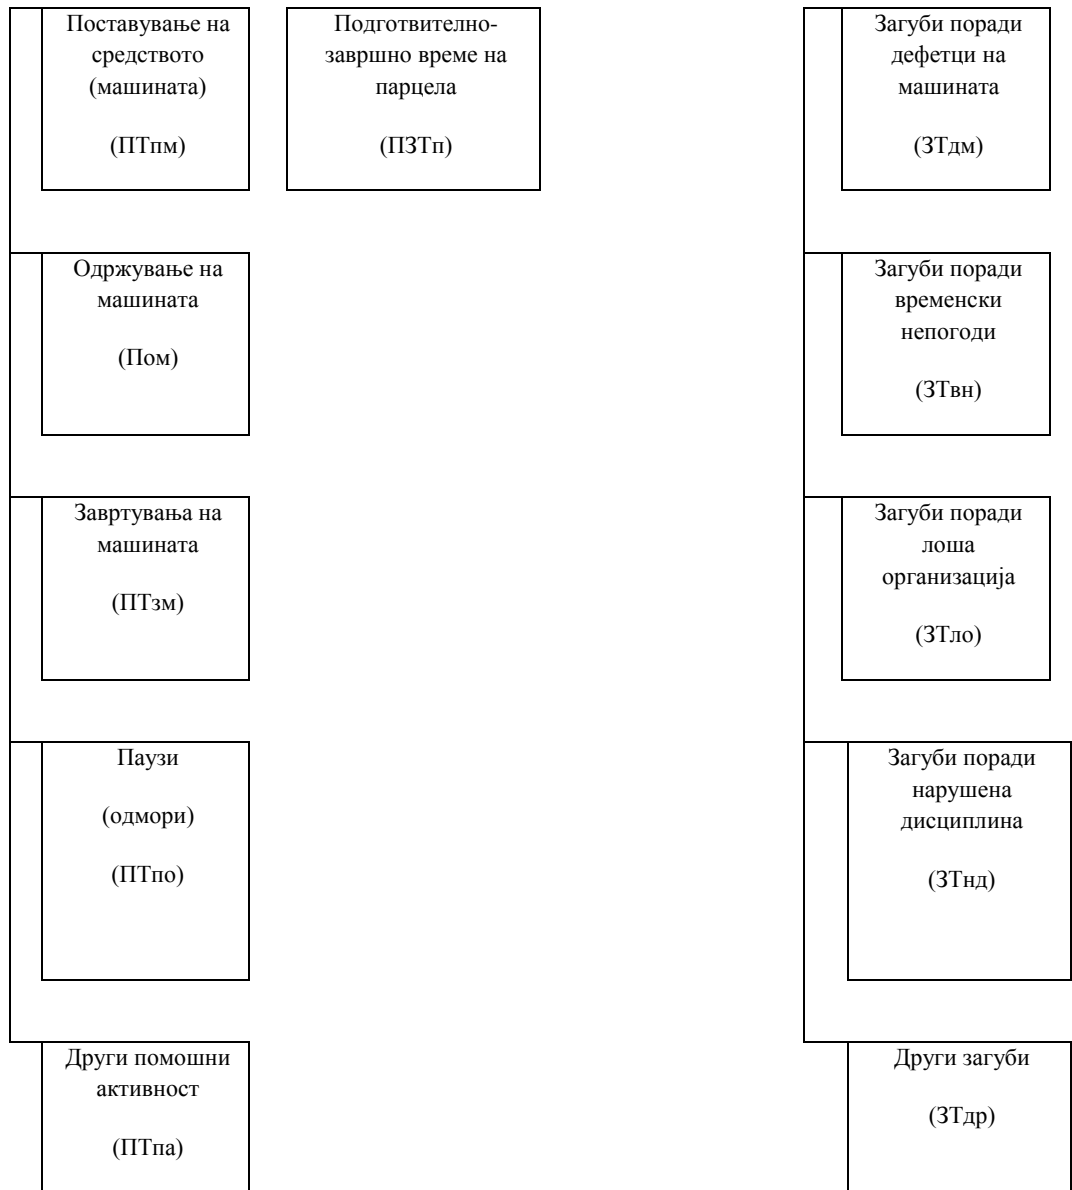 Поставување на
средството
(машината)
(ПТпм)
Подготвително-
завршно време на
парцела
(ПЗТп)
Загуби поради
дефетци на
машината
(ЗТдм)
Одржување на
машината
(Пом)
Загуби поради
временски
непогоди
(ЗТвн)
Завртувања на
машината
(ПТзм)
Загуби поради
лоша
организација
(ЗТло)
Паузи
(одмори)
(ПТпо)
Загуби поради
нарушена
дисциплина
(ЗТнд)
Други помошни
активност
(ПТпа)
Други загуби
(ЗТдр)